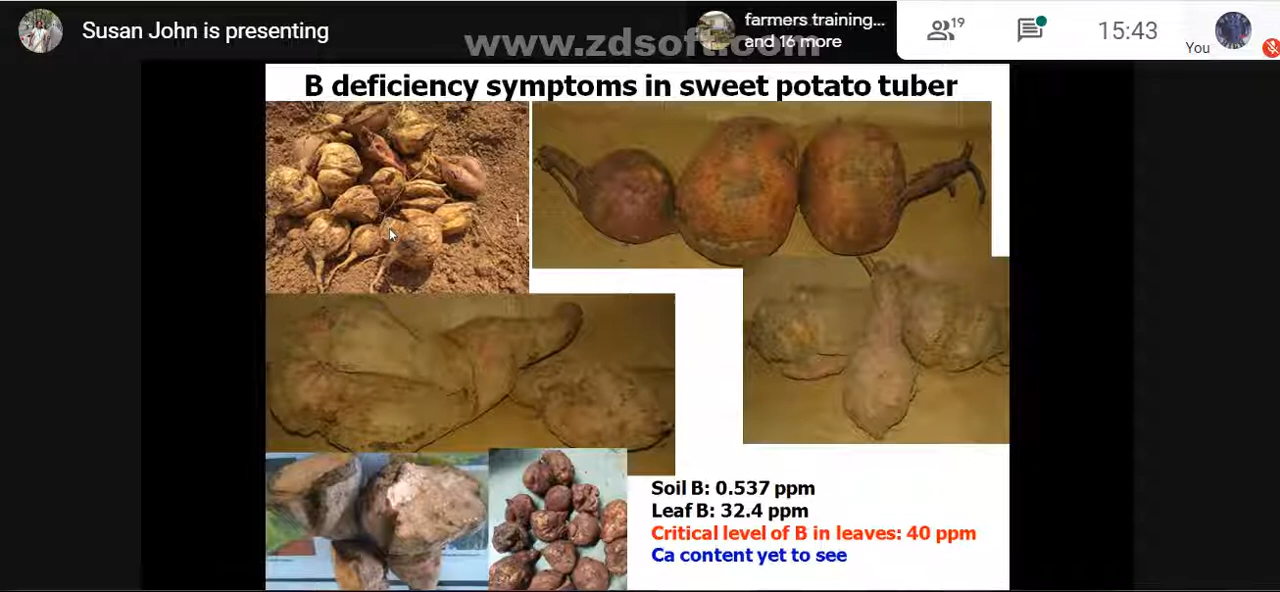 Susan John is presenting
www.zdsoft.com
farmers training...
and 16 more
19
15:43
You
B deficiency symptoms in sweet potato tuber
Soil B: 0.537 ppm
Leaf B: 32.4 ppm
Critical level of B in leaves: 40 ppm
Ca content yet to see